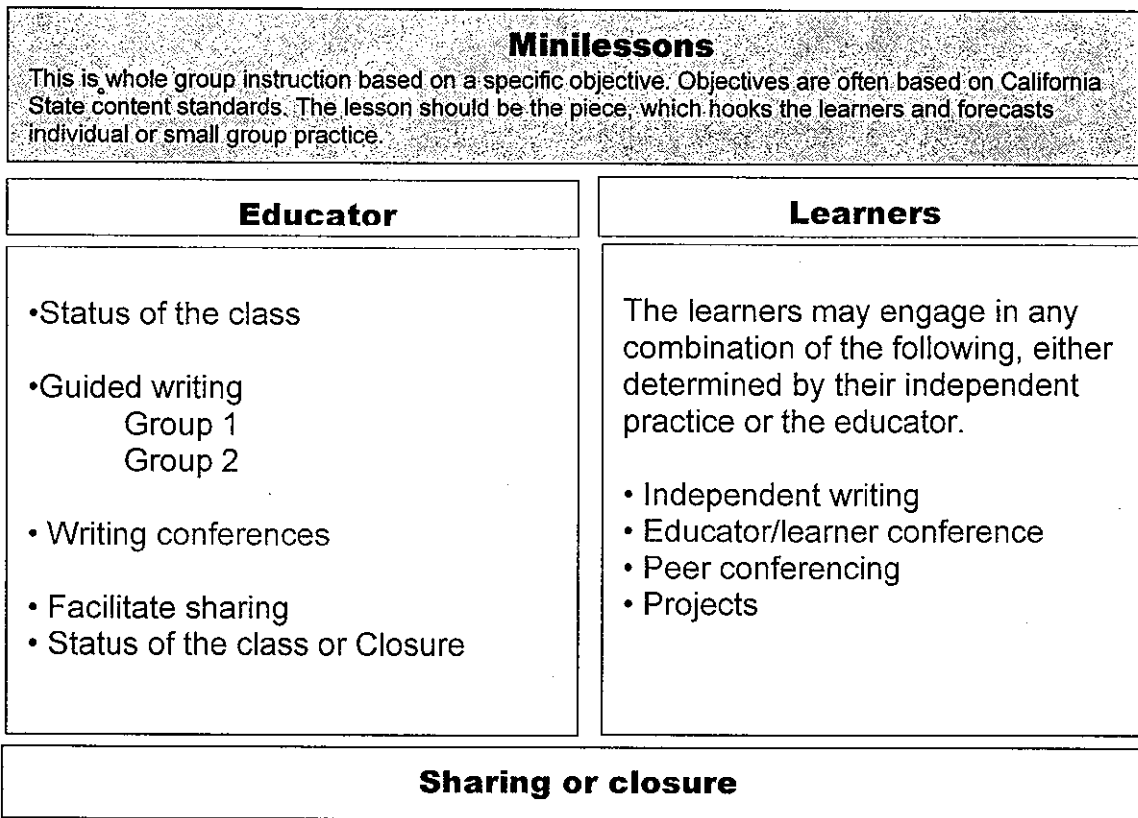 Minilessons
This is whole group instruction based on a specific objective. Objectives are often based on California
State content standards. The lesson should be the piece, which hooks the learners and forecasts
individual or small group practice.
Educator
•Status of the class
•Guided writing
Group 1
Group 2
• Writing conferences
• Facilitate sharing
• Status of the class or Closure
Learners
The learners may engage in any
combination of the following, either
determined by their independent
practice or the educator.
• Independent writing
• Educator/learner conference
• Peer conferencing
• Projects
Sharing or closure